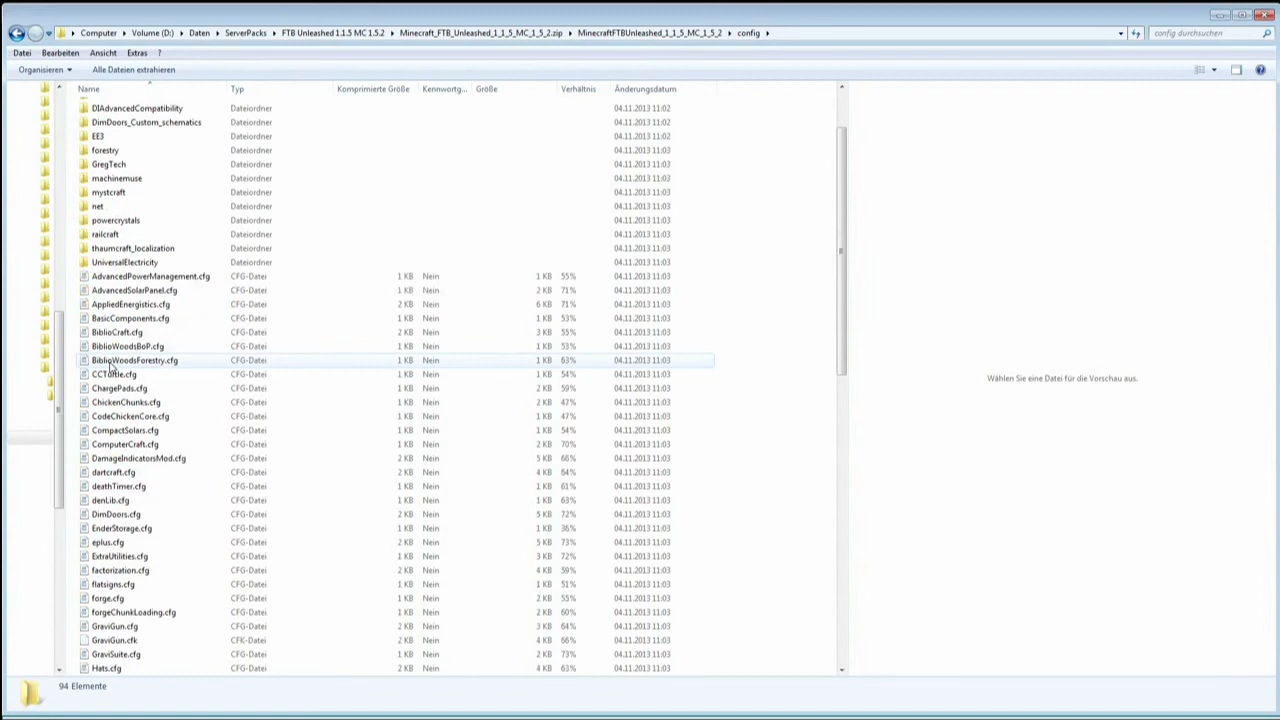 Computer ▸ Volume (D:) ▸ Daten ▸ ServerPacks ▸ FTB Unleashed 1.1.5 MC 1.5.2 ▸ Minecraft_FTB_Unleashed_1_1_5_MC_1_5_2.zip ▸ MinecraftFTBUnleashed_1_1_5_MC_1_5_2 ▸ config ▸ config durchsuchen
Datei Bearbeiten Ansicht Extras ?
Organisieren Alle Dateien extrahieren
Name Typ Komprimierte Größe Kennwortg... Größe Verhältnis Änderungsdatum
DIAdvancedCompatibility Dateiordner 04.11.2013 11:02
DimDoors_Custom_schematics Dateiordner 04.11.2013 11:02
EE3 Dateiordner 04.11.2013 11:02
forestry Dateiordner 04.11.2013 11:03
GregTech Dateiordner 04.11.2013 11:03
machinemuse Dateiordner 04.11.2013 11:03
mystcraft Dateiordner 04.11.2013 11:03
net Dateiordner 04.11.2013 11:03
powercrystals Dateiordner 04.11.2013 11:03
railcraft Dateiordner 04.11.2013 11:03
thaumcraft_localization Dateiordner 04.11.2013 11:03
UniversalElectricity Dateiordner 04.11.2013 11:03
AdvancedPowerManagement.cfg CFG-Datei 1 KB Nein 1 KB 55% 04.11.2013 11:03
AdvancedSolarPanel.cfg CFG-Datei 1 KB Nein 2 KB 71% 04.11.2013 11:03
AppliedEnergistics.cfg CFG-Datei 2 KB Nein 6 KB 71% 04.11.2013 11:03
BasicComponents.cfg CFG-Datei 1 KB Nein 1 KB 53% 04.11.2013 11:03
BiblioCraft.cfg CFG-Datei 2 KB Nein 3 KB 55% 04.11.2013 11:03
BiblioWoodsBoP.cfg CFG-Datei 1 KB Nein 1 KB 53% 04.11.2013 11:03
BiblioWoodsForestry.cfg CFG-Datei 1 KB Nein 1 KB 63% 04.11.2013 11:03
CCTurtle.cfg CFG-Datei 1 KB Nein 1 KB 54% 04.11.2013 11:03
ChargePads.cfg CFG-Datei 1 KB Nein 2 KB 59% 04.11.2013 11:03
ChickenChunks.cfg CFG-Datei 1 KB Nein 2 KB 47% 04.11.2013 11:03
CodeChickenCore.cfg CFG-Datei 1 KB Nein 1 KB 47% 04.11.2013 11:03
CompactSolars.cfg CFG-Datei 1 KB Nein 1 KB 54% 04.11.2013 11:03
ComputerCraft.cfg CFG-Datei 1 KB Nein 2 KB 70% 04.11.2013 11:03
DamageIndicatorsMod.cfg CFG-Datei 2 KB Nein 5 KB 66% 04.11.2013 11:03
dartcraft.cfg CFG-Datei 2 KB Nein 4 KB 64% 04.11.2013 11:03
deathTimer.cfg CFG-Datei 1 KB Nein 1 KB 61% 04.11.2013 11:03
denLib.cfg CFG-Datei 1 KB Nein 1 KB 63% 04.11.2013 11:03
DimDoors.cfg CFG-Datei 2 KB Nein 5 KB 72% 04.11.2013 11:03
EnderStorage.cfg CFG-Datei 1 KB Nein 1 KB 36% 04.11.2013 11:03
eplus.cfg CFG-Datei 2 KB Nein 5 KB 73% 04.11.2013 11:03
ExtraUtilities.cfg CFG-Datei 1 KB Nein 3 KB 72% 04.11.2013 11:03
factorization.cfg CFG-Datei 2 KB Nein 4 KB 59% 04.11.2013 11:03
flatsigns.cfg CFG-Datei 1 KB Nein 1 KB 51% 04.11.2013 11:03
forge.cfg CFG-Datei 1 KB Nein 2 KB 55% 04.11.2013 11:03
forgeChunkLoading.cfg CFG-Datei 1 KB Nein 2 KB 60% 04.11.2013 11:03
GraviGun.cfg CFG-Datei 2 KB Nein 3 KB 64% 04.11.2013 11:03
GraviGun.cfk CFK-Datei 2 KB Nein 4 KB 66% 04.11.2013 11:03
GraviSuite.cfg CFG-Datei 1 KB Nein 2 KB 73% 04.11.2013 11:03
Hats.cfg CFG-Datei 2 KB Nein 4 KB 63% 04.11.2013 11:03
Wählen Sie eine Datei für die Vorschau aus.
94 Elemente